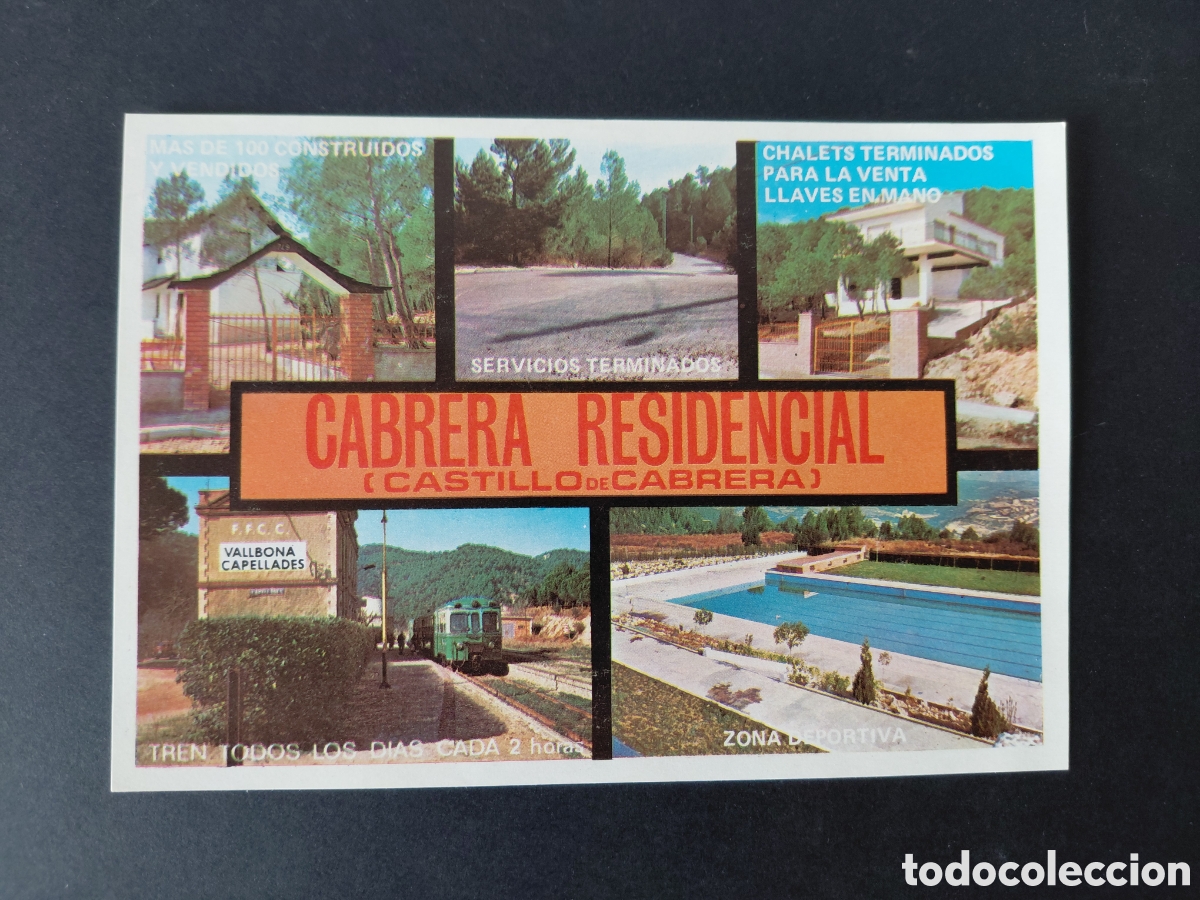 MAS DE 100 CONSTRUIDOS
Y VENDIDOS
SERVICIOS TERMINADOS
CHALETS TERMINADOS
PARA LA VENTA
LLAVES EN MANO
CABRERA RESIDENCIAL
(CASTILLO DE CABRERA)
F.F.C.C.
VALLBONA
CAPELLADES
TREN TODOS LOS DIAS CADA 2 horas
ZONA DEPORTIVA
todocoleccion